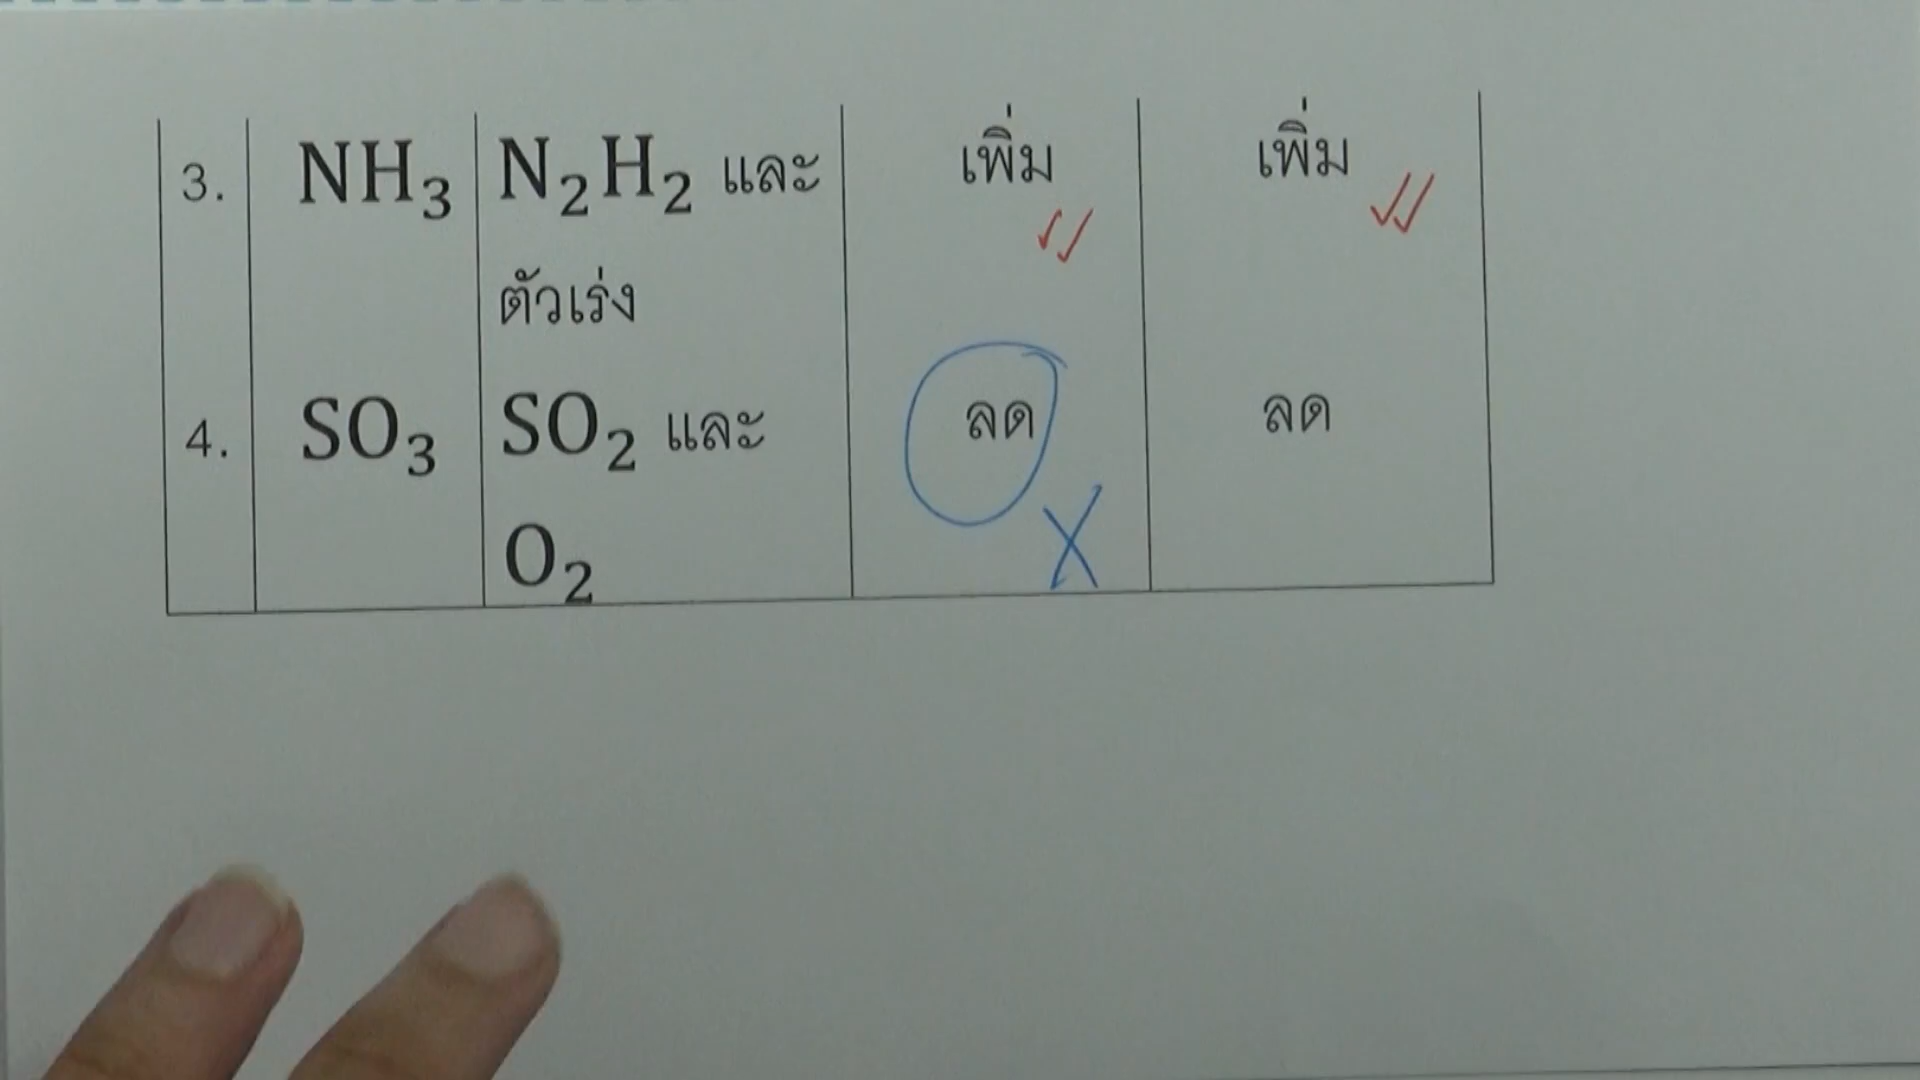 3. NH₃ N₂H₂ และ เพิ่ม เพิ่ม
ตัวเร่ง
4. SO₃ SO₂ และ ลด ลด
O₂ X